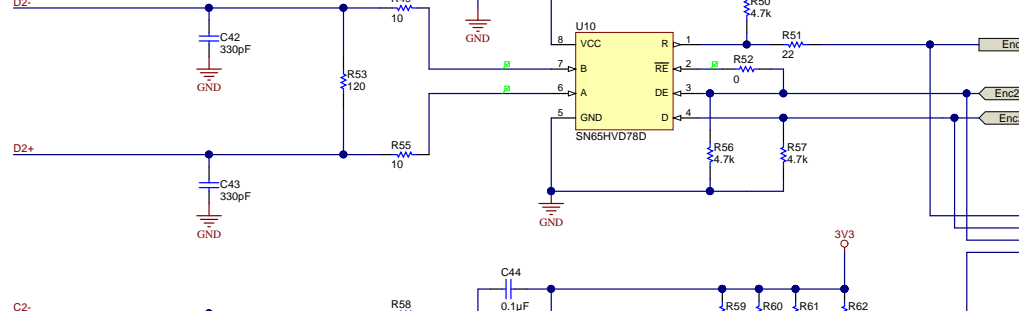 D2-
10
C42
330pF
GND
R53
120
GND
U10
8
VCC
7
B
6
A
5
GND
R
1
RE
2
DE
3
D
4
SN65HVD78D
R50
4.7k
R51
22
R52
0
Enc2
R56
4.7k
R57
4.7k
GND
D2+
R55
10
C43
330pF
GND
3V3
C44
0.1µF
R59
R60
R61
R62
C2-
R58